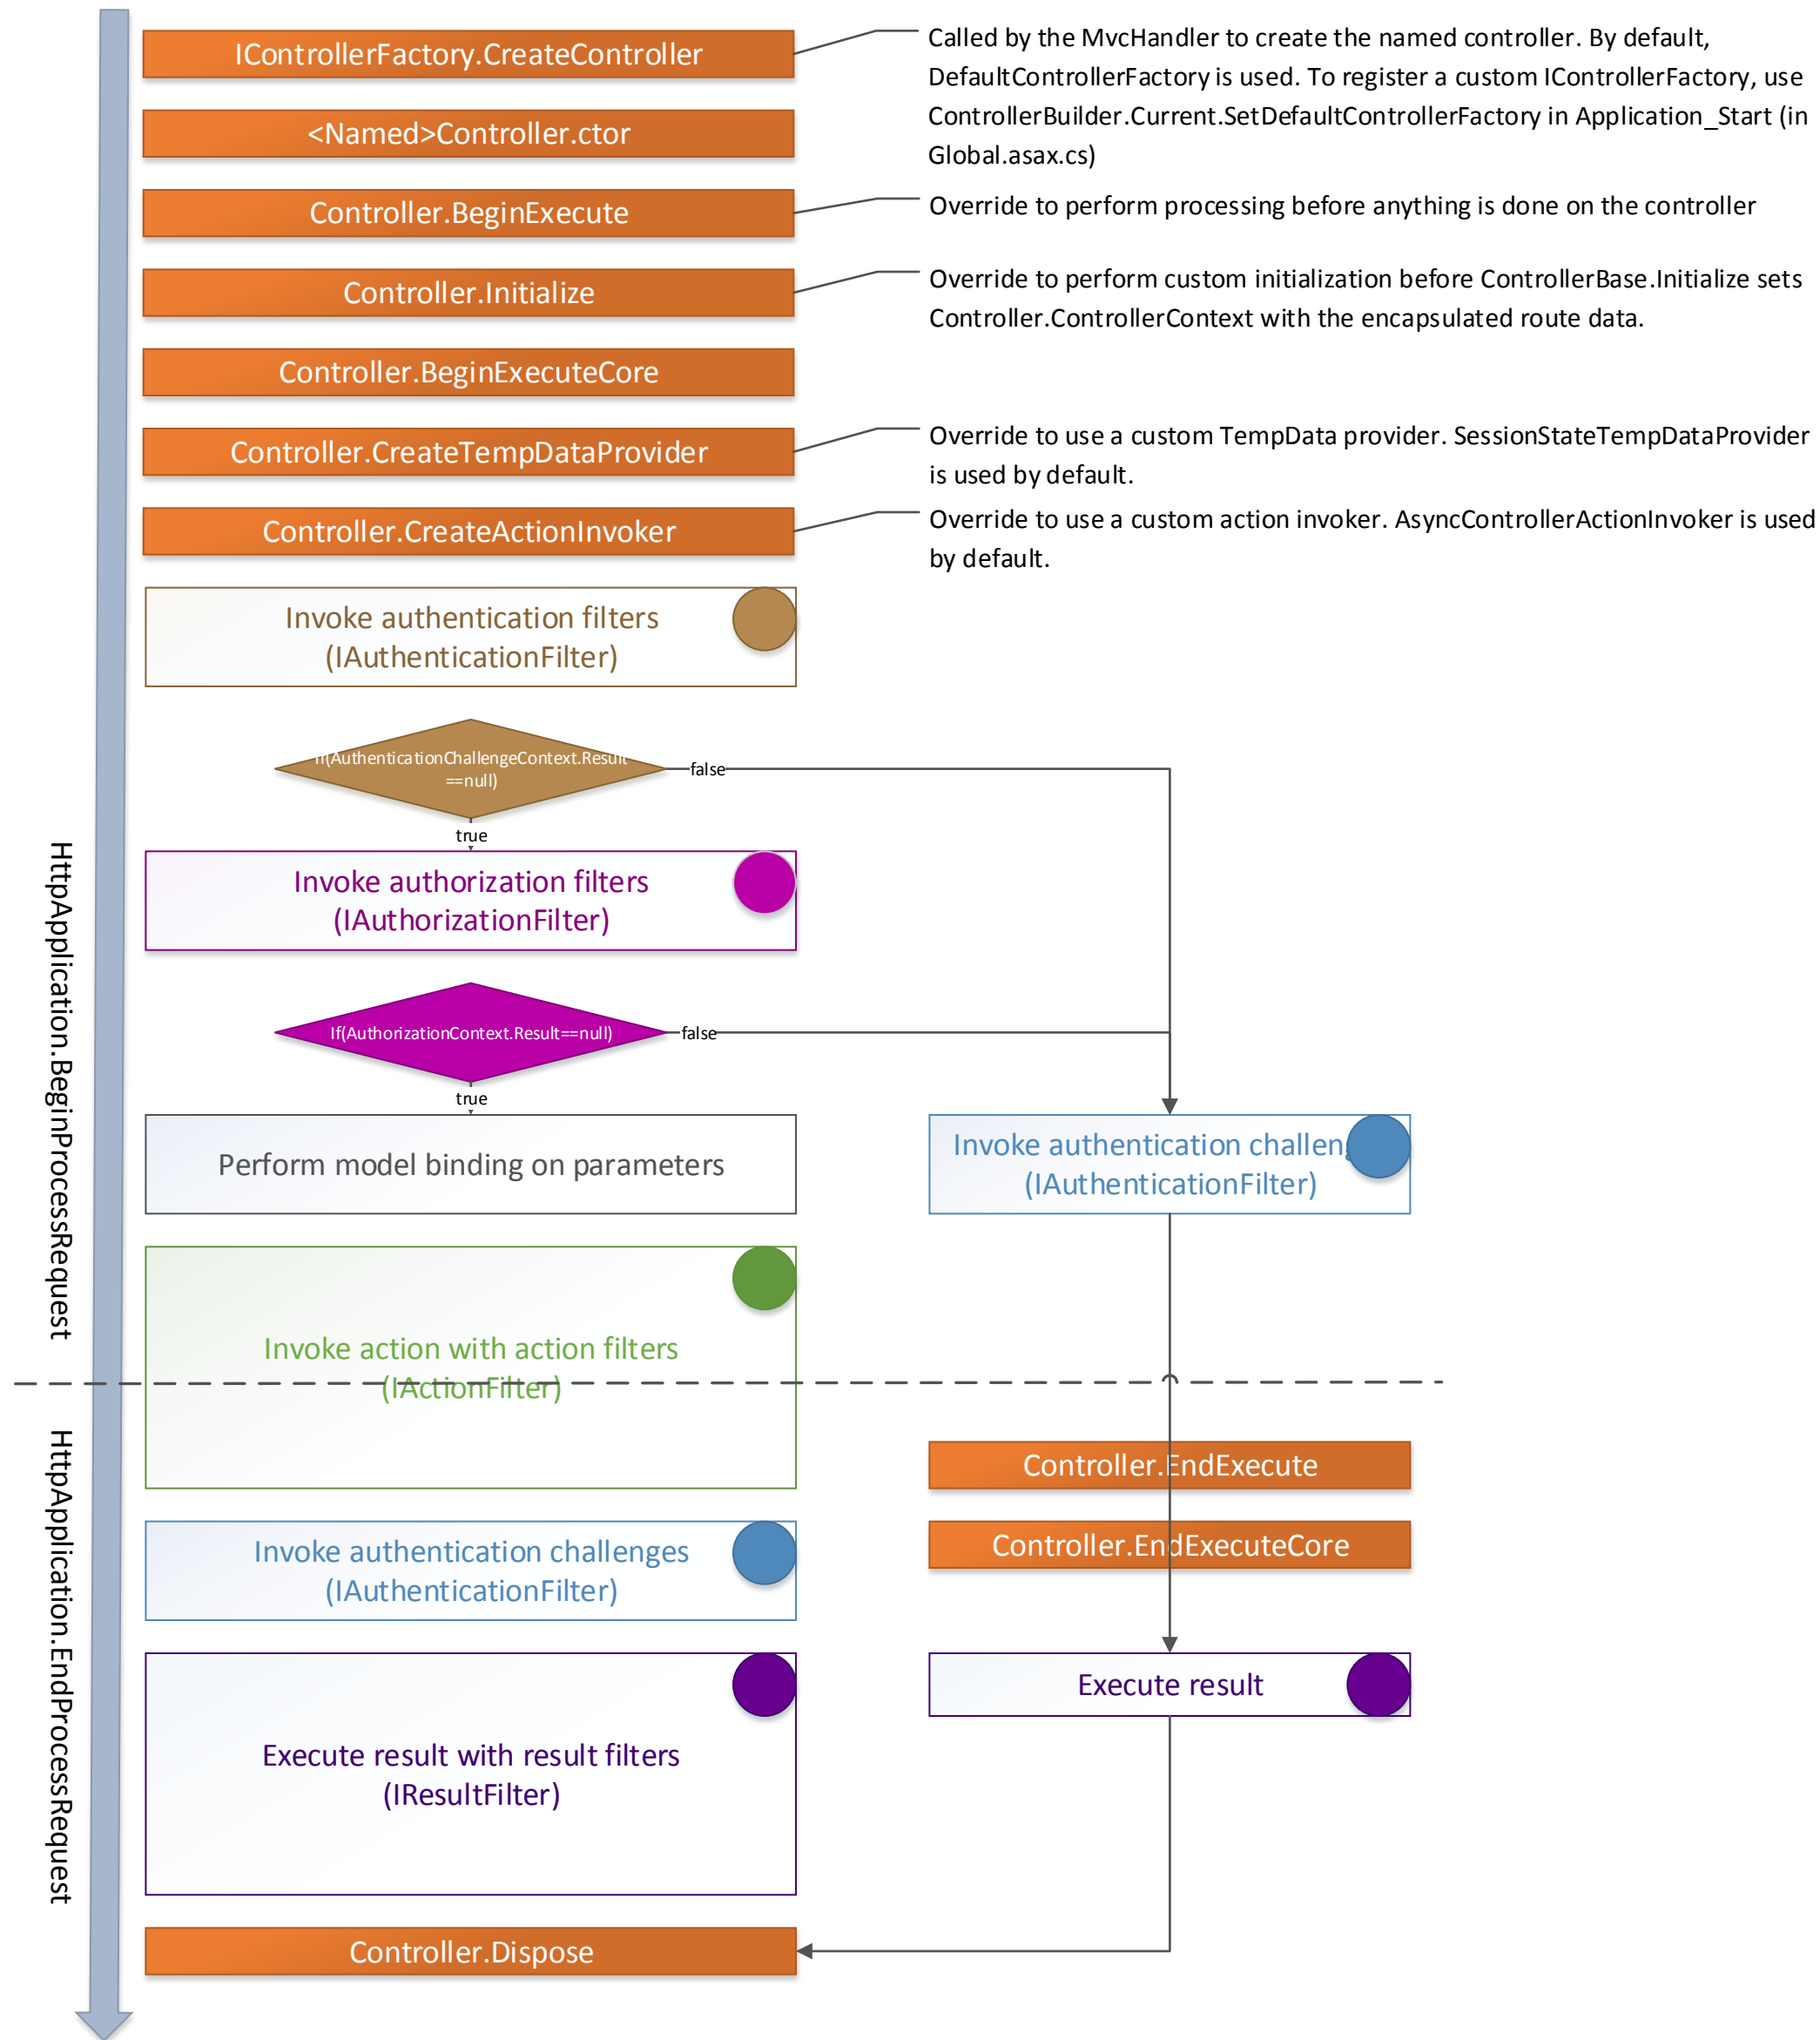 IControllerFactory.CreateController
Called by the MvcHandler to create the named controller. By default,
DefaultControllerFactory is used. To register a custom IControllerFactory, use
ControllerBuilder.Current.SetDefaultControllerFactory in Application_Start (in
Global.asax.cs)
<Named>Controller.ctor
Controller.BeginExecute
Override to perform processing before anything is done on the controller
Controller.Initialize
Override to perform custom initialization before ControllerBase.Initialize sets
Controller.ControllerContext with the encapsulated route data.
Controller.BeginExecuteCore
Controller.CreateTempDataProvider
Override to use a custom TempData provider. SessionStateTempDataProvider
is used by default.
Controller.CreateActionInvoker
Override to use a custom action invoker. AsyncControllerActionInvoker is used
by default.
Invoke authentication filters
(IAuthenticationFilter)
If(AuthenticationChallengeContext.Result
==null)
false
true
Invoke authorization filters
(IAuthorizationFilter)
If(AuthorizationContext.Result==null)
false
true
HttpApplication.BeginProcessRequest
Perform model binding on parameters
Invoke authentication
(IAuthenticationFilter)
Invoke action with action filters
(IActionFilter)
HttpApplication.EndProcessRequest
Controller.EndExecute
Controller.EndExecuteCore
Invoke authentication challenges
(IAuthenticationFilter)
Execute result
Execute result with result filters
(IResultFilter)
Controller.Dispose